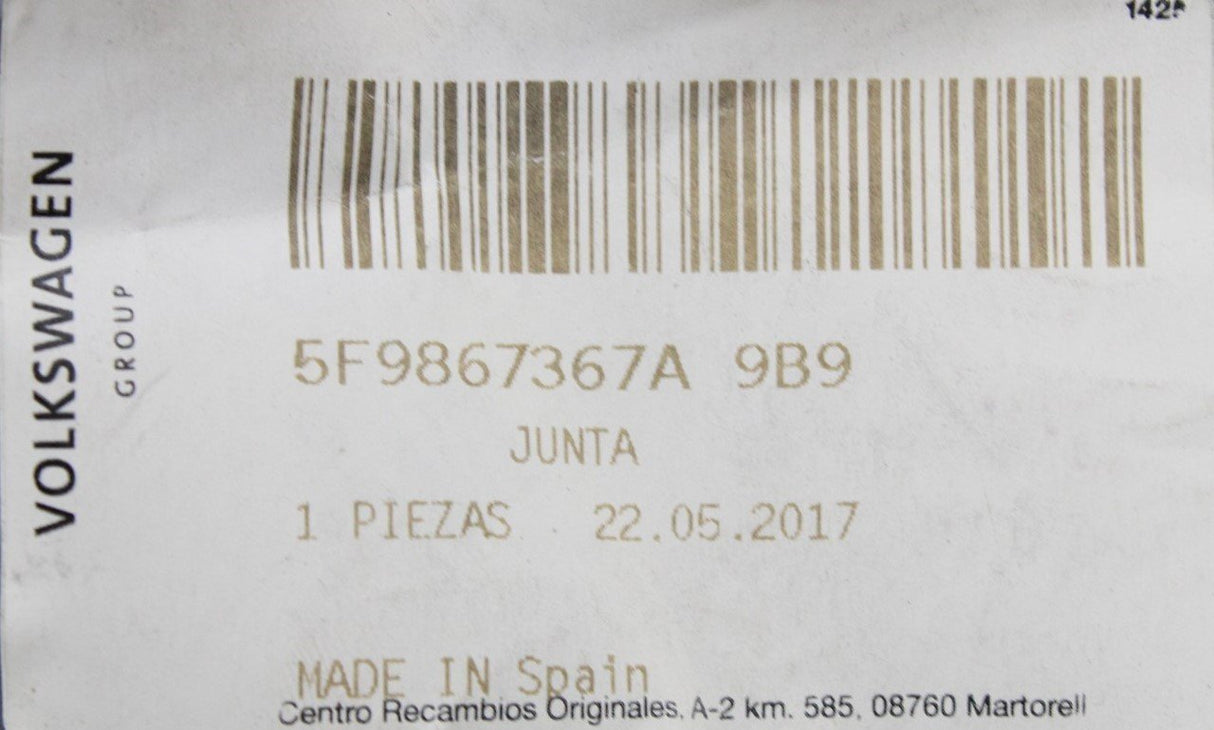 VOLKSWAGEN
GROUP
5F9867367A 9B9
JUNTA
1 PIEZAS 22.05.2017
MADE IN Spain
Centro Recambios Originales, A-2 km. 585, 08760 Martorell